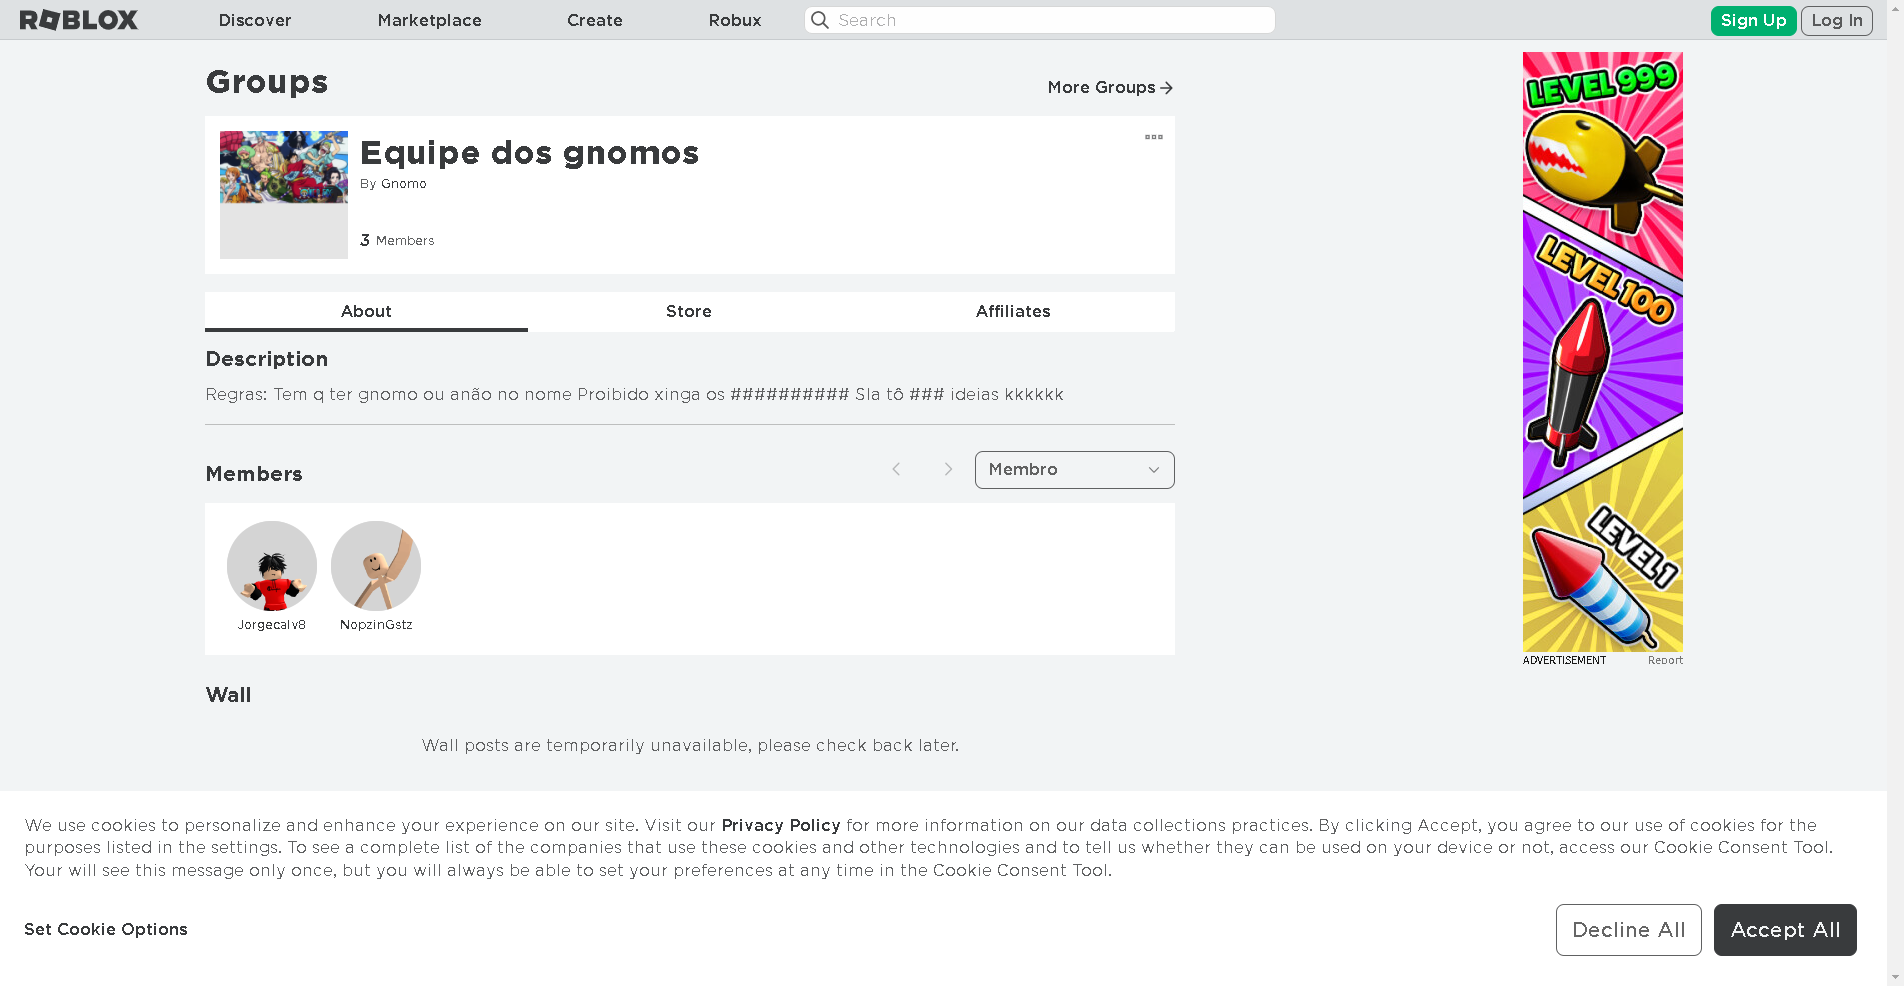 ROBLOX Discover Marketplace Create Robux Search Sign Up Log In
Groups
More Groups
Equipe dos gnomos
By Gnomo
3 Members
About Store Affiliates
Description
Regras: Tem q ter gnomo ou anão no nome Proibido xinga os ########## Sla tô ### ideias kkkkkk
Members
Membro
Jorgecalv8 NopzinGstz
Wall
Wall posts are temporarily unavailable, please check back later.
LEVEL 999
LEVEL 100
LEVEL 1
ADVERTISEMENT Report
We use cookies to personalize and enhance your experience on our site. Visit our Privacy Policy for more information on our data collections practices. By clicking Accept, you agree to our use of cookies for the
purposes listed in the settings. To see a complete list of the companies that use these cookies and other technologies and to tell us whether they can be used on your device or not, access our Cookie Consent Tool.
Your will see this message only once, but you will always be able to set your preferences at any time in the Cookie Consent Tool.
Set Cookie Options
Decline All
Accept All